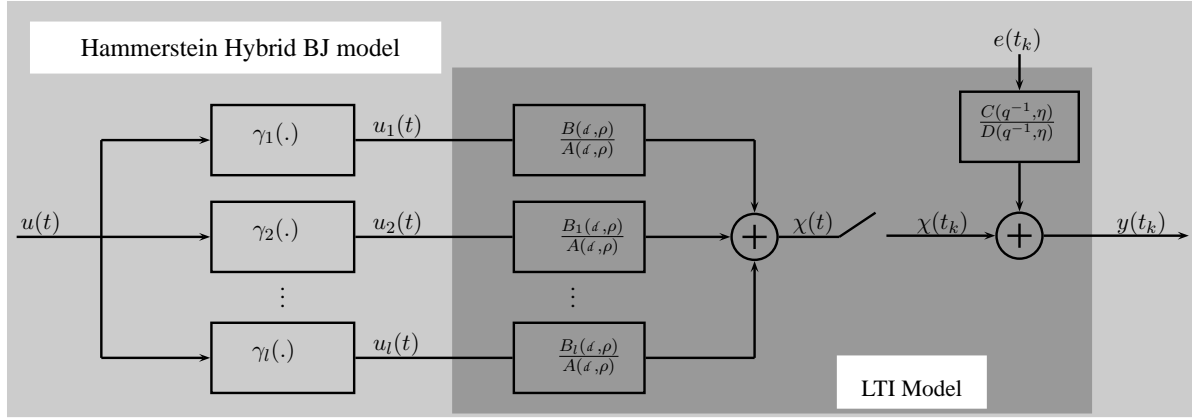 Hammerstein Hybrid BJ model
e(t_k)
C(q^{-1},η)
D(q^{-1},η)
γ_1(.)
u_1(t)
B(d,ρ)
A(d,ρ)
u(t)
γ_2(.)
u_2(t)
B_1(d,ρ)
A(d,ρ)
+
χ(t)
χ(t_k)
+
y(t_k)
⋮
⋮
γ_l(.)
u_l(t)
B_l(d,ρ)
A(d,ρ)
LTI Model